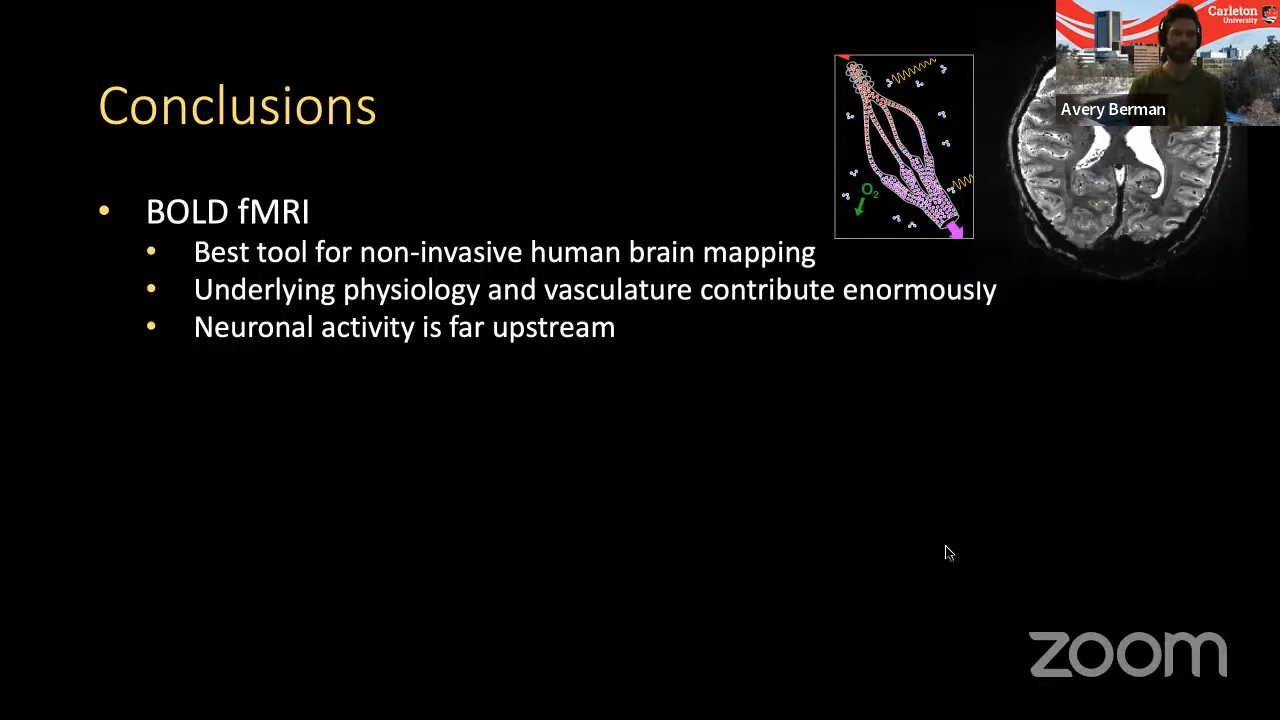 Carleton
University
Avery Berman
Conclusions
O₂
• BOLD fMRI
• Best tool for non-invasive human brain mapping
• Underlying physiology and vasculature contribute enormously
• Neuronal activity is far upstream
zoom